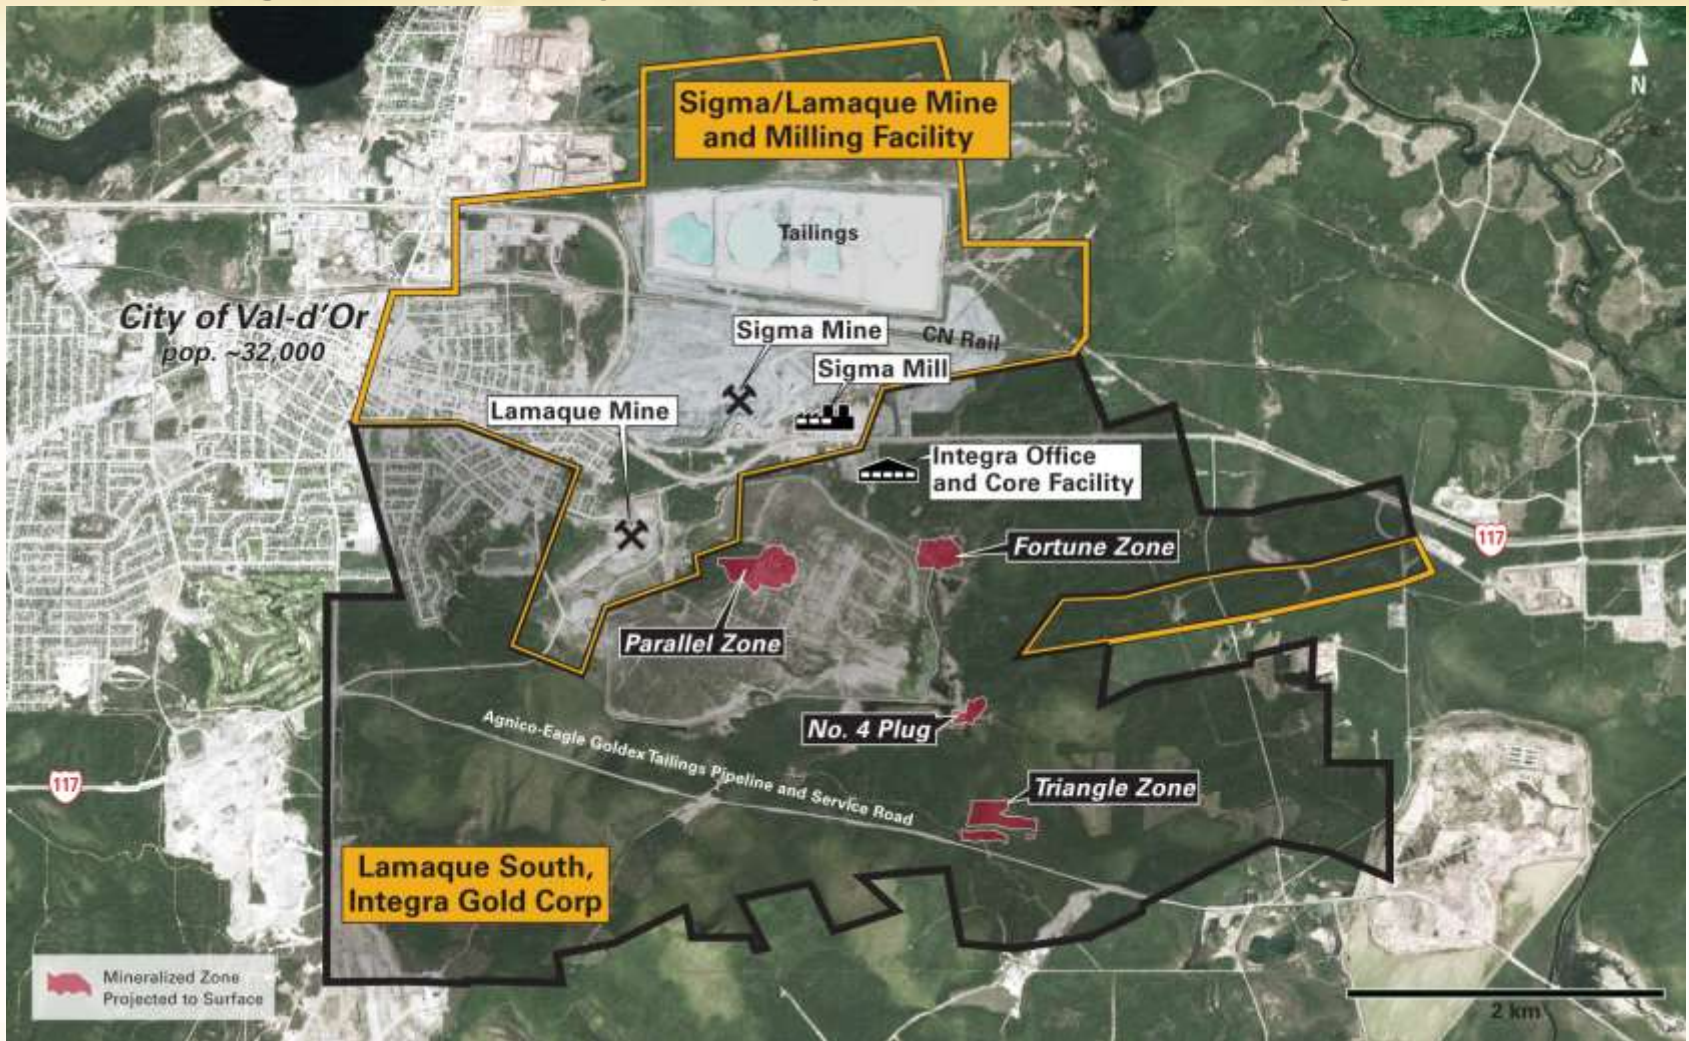 N
Sigma/Lamaque Mine
and Milling Facility
Tailings
City of Val-d'Or
pop. ~32,000
Sigma Mine
CN Rail
Sigma Mill
Lamaque Mine
Integra Office
and Core Facility
117
Fortune Zone
Parallel Zone
No. 4 Plug
Agnico-Eagle Goldex Tailings Pipeline and Service Road
117
Triangle Zone
Lamaque South,
Integra Gold Corp
Mineralized Zone
Projected to Surface
2 km